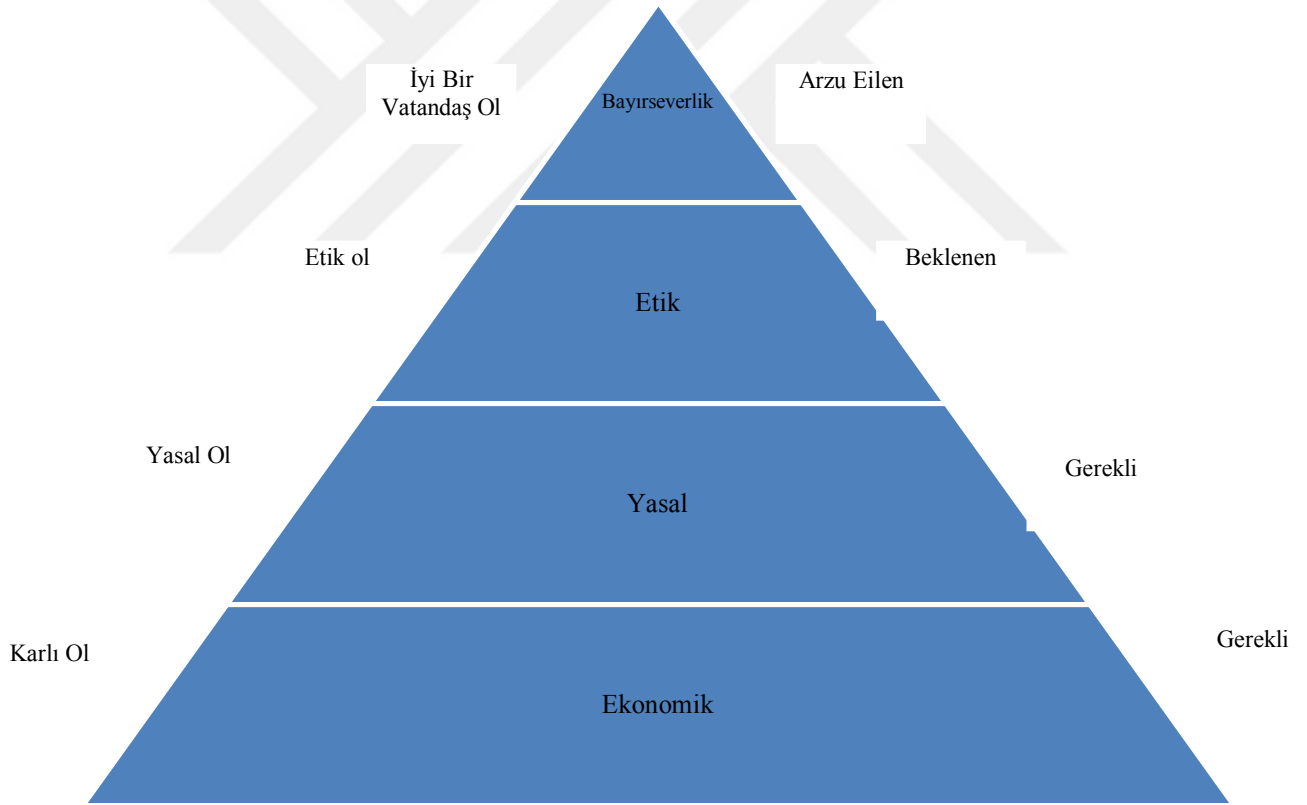 İyi Bir
Vatandaş Ol
Bayırseverlik
Arzu Eilen
Etik ol
Etik
Beklenen
Yasal Ol
Yasal
Gerekli
Karlı Ol
Ekonomik
Gerekli